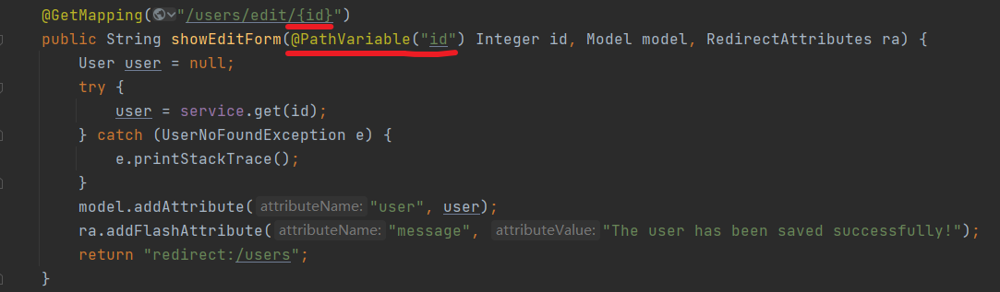 @GetMapping("/users/edit/{id}")
public String showEditForm(@PathVariable("id") Integer id, Model model, RedirectAttributes ra) {
    User user = null;
    try {
        user = service.get(id);
    } catch (UserNoFoundException e) {
        e.printStackTrace();
    }
    model.addAttribute( attributeName: "user", user);
    ra.addFlashAttribute( attributeName: "message", attributeValue: "The user has been saved successfully!");
    return "redirect:/users";
}